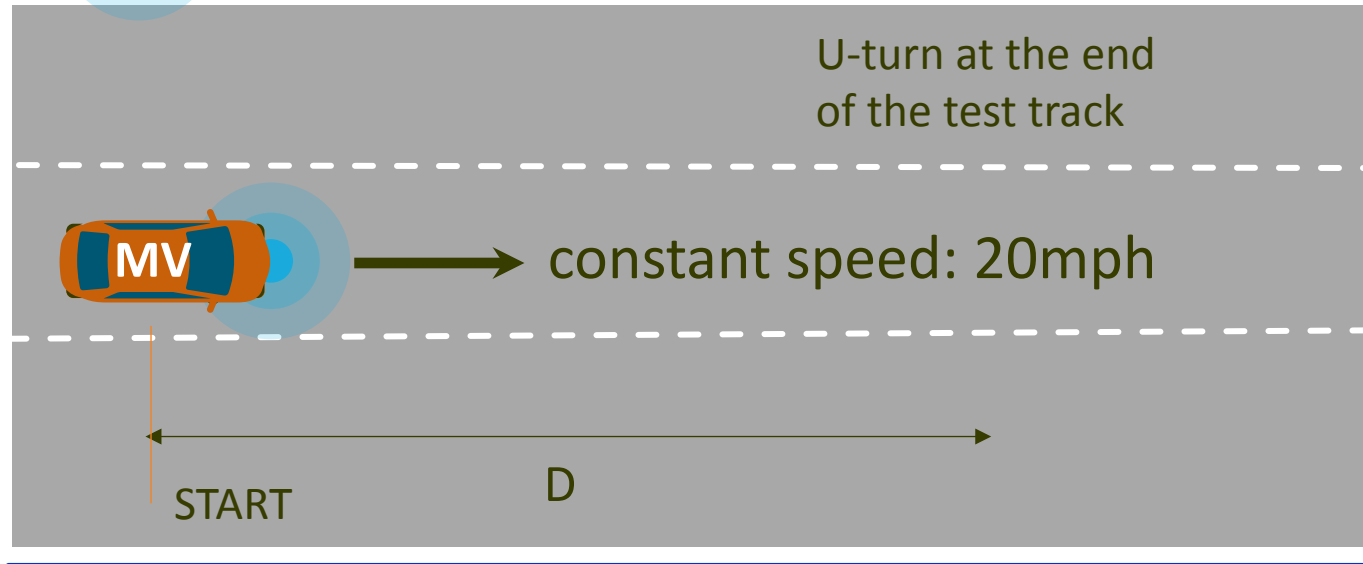 U-turn at the end
of the test track
MV
constant speed: 20mph
D
START